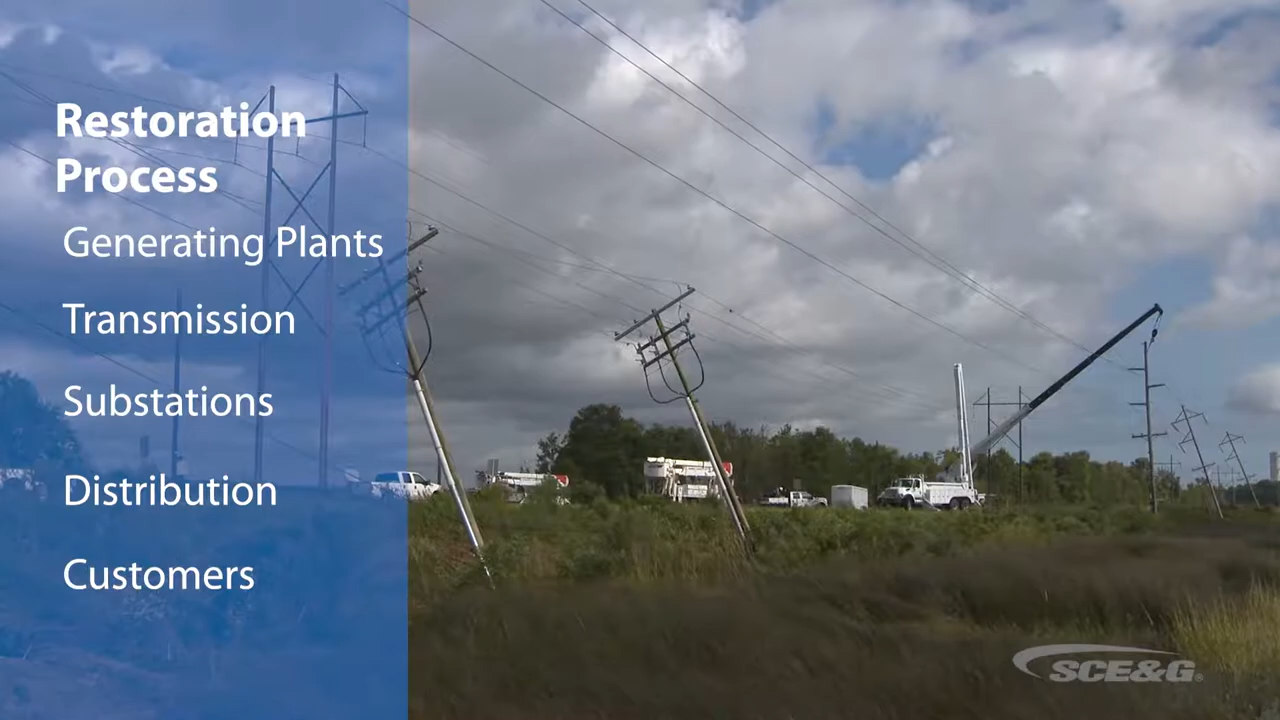 Restoration
Process
Generating Plants
Transmission
Substations
Distribution
Customers
SCE&G®